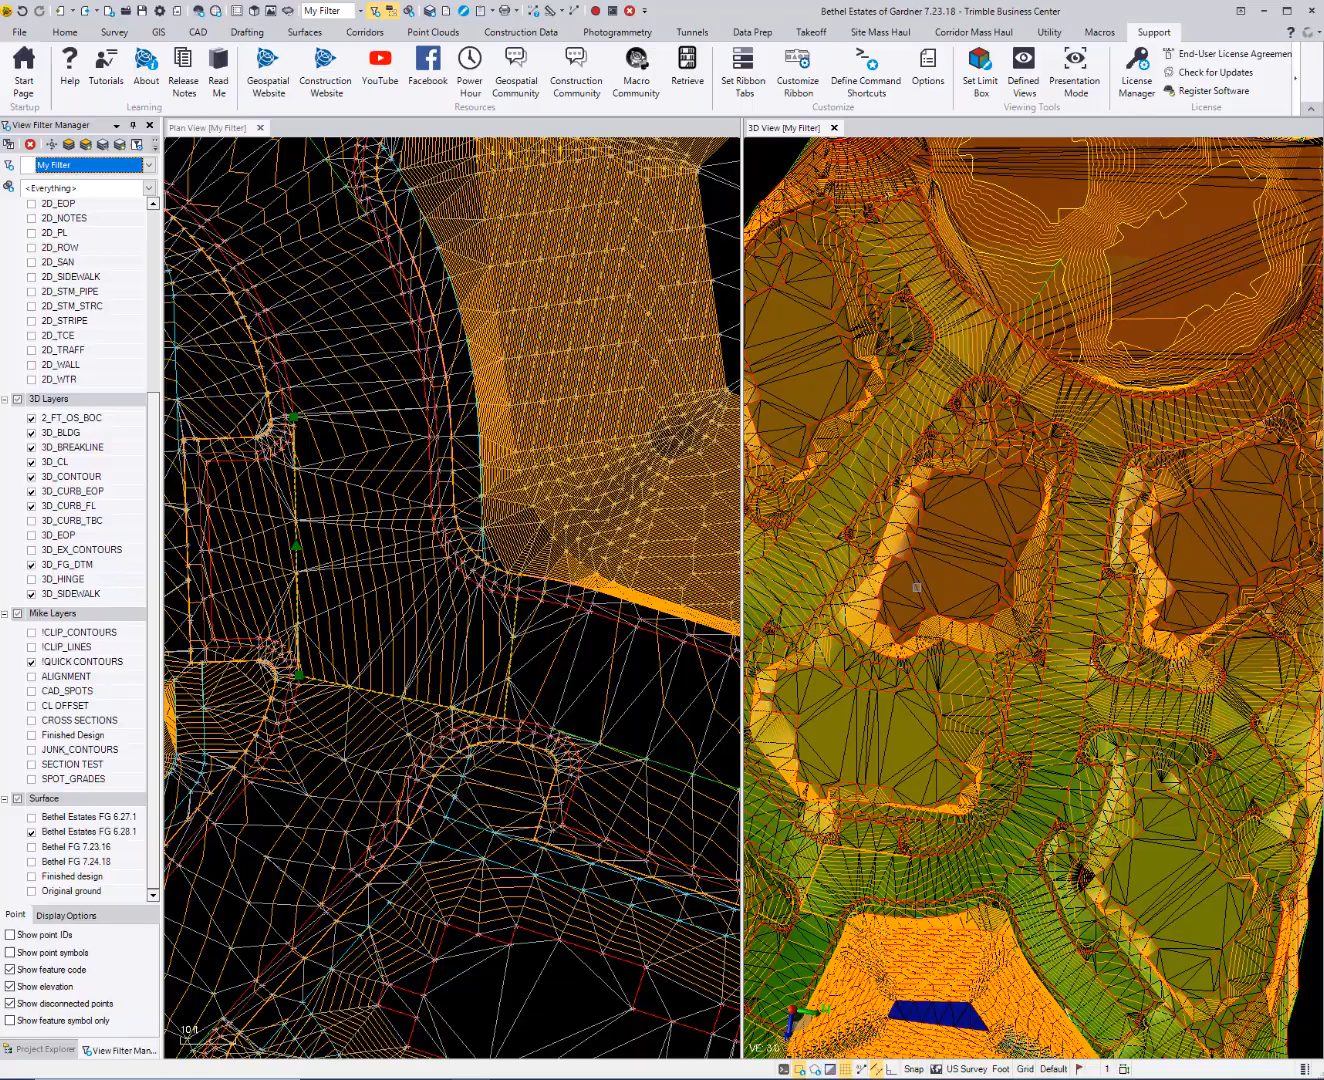 My Filter
Bethel Estates of Gardner 7.23.18 - Trimble Business Center
File Home Survey GIS CAD Drafting Surfaces Corridors Point Clouds Construction Data Photogrammetry Tunnels Data Prep Takeoff Site Mass Haul Corridor Mass Haul Utility Macros Support
Start Page
Help
Tutorials
About
Release Notes
Read Me
Geospatial Website
Construction Website
YouTube
Facebook
Power Hour
Geospatial Community
Construction Community
Macro Community
Retrieve
Set Ribbon Tabs
Customize Ribbon
Define Command Shortcuts
Options
Set Limit Box
Defined Views
Presentation Mode
License Manager
End-User License Agreemen
Check for Updates
Register Software
Startup Learning Resources Customize Viewing Tools License
View Filter Manager
Plan View [My Filter]
3D View [My Filter]
My Filter
<Everything>
2D_EOP
2D_NOTES
2D_PL
2D_ROW
2D_SAN
2D_SIDEWALK
2D_STM_PIPE
2D_STM_STRC
2D_STRIPE
2D_TCE
2D_TRAFF
2D_WALL
2D_WTR
3D Layers
2_FT_OS_BOC
3D_BLDG
3D_BREAKLINE
3D_CL
3D_CONTOUR
3D_CURB_EOP
3D_CURB_FL
3D_CURB_TBC
3D_EOP
3D_EX_CONTOURS
3D_FG_DTM
3D_HINGE
3D_SIDEWALK
Mike Layers
!CLIP_CONTOURS
!CLIP_LINES
!QUICK CONTOURS
ALIGNMENT
CAD_SPOTS
CL OFFSET
CROSS SECTIONS
Finished Design
JUNK_CONTOURS
SECTION TEST
SPOT_GRADES
Surface
Bethel Estates FG 6.27.1
Bethel Estates FG 6.28.1
Bethel FG 7.23.16
Bethel FG 7.24.18
Finished design
Original ground
Point Display Options
Show point IDs
Show point symbols
Show feature code
Show elevation
Show disconnected points
Show feature symbol only
10 ft
VE: 3.0
Project Explorer
View Filter Man...
Snap US Survey Foot Grid Default 1